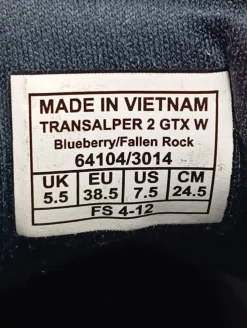 MADE IN VIETNAM
TRANSALPER 2 GTX W
Blueberry/Fallen Rock
64104/3014
UK EU US CM
5.5 38.5 7.5 24.5
FS 4-12